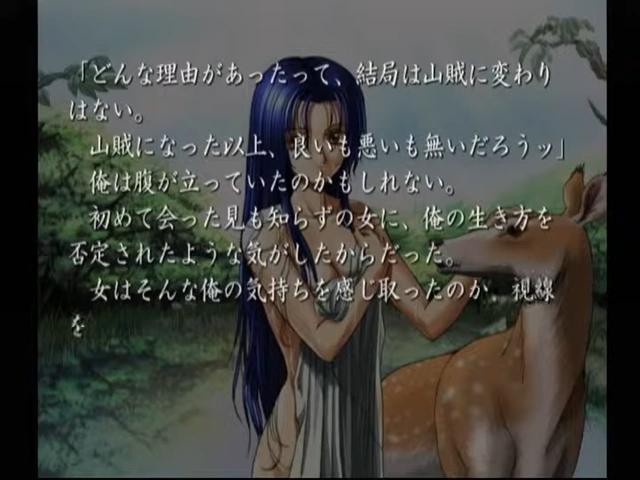 「どんな理由があったって、結局は山賊に変わり
はない。
山賊になった以上、良いも悪いも無いだろうッ」
俺は腹が立っていたのかもしれない。
初めて会った見も知らずの女に、俺の生き方を
否定されたような気がしたからだった。
女はそんな俺の気持ちを感じ取ったのか、視線
を